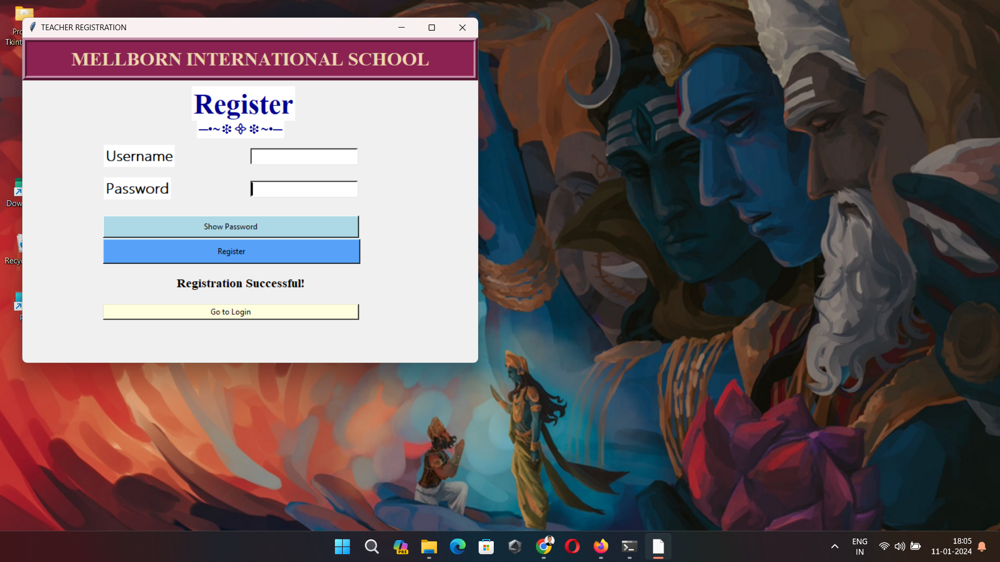 Pro
Tkint
TEACHER REGISTRATION
MELLBORN INTERNATIONAL SCHOOL
Register
—•~❉᯽❉~•—
Username
Password
Show Password
Register
Registration Successful!
Go to Login
Dow
Recyc
PRE
ENG
IN
18:05
11-01-2024